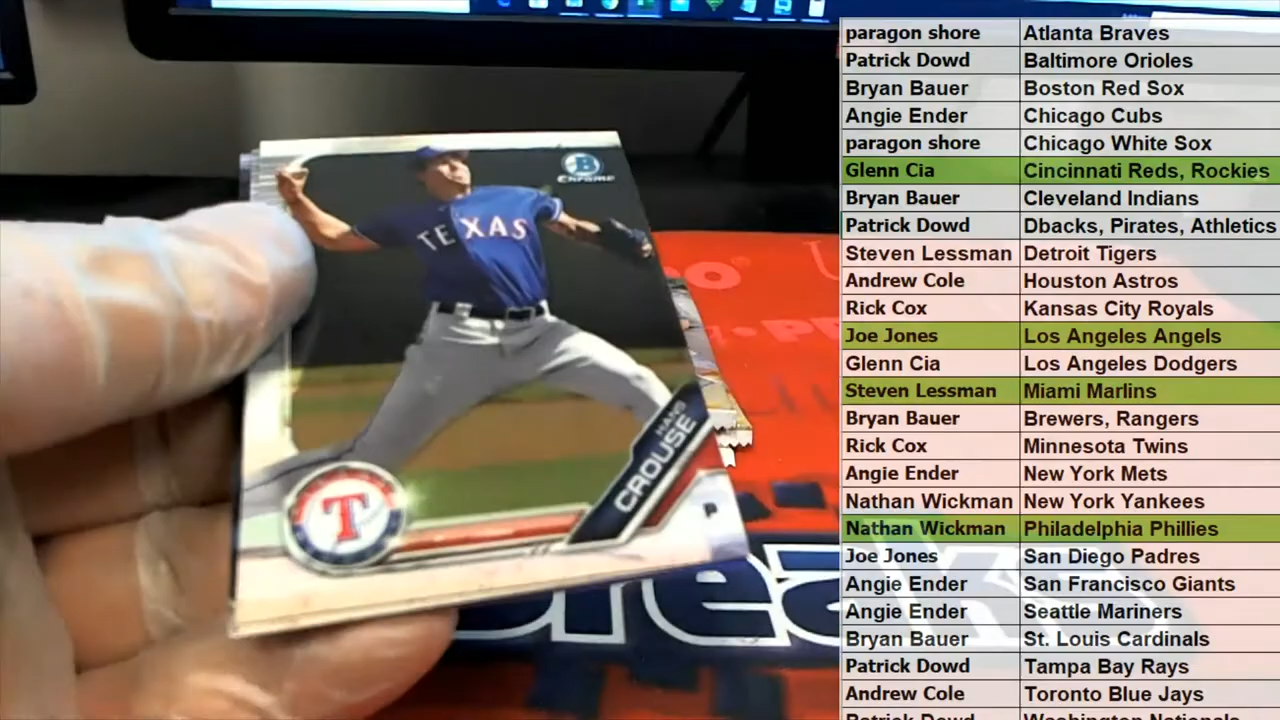 B
Chrome
TEXAS
HANS
CROUSE
P
T
reaks
paragon shore Atlanta Braves
Patrick Dowd Baltimore Orioles
Bryan Bauer Boston Red Sox
Angie Ender Chicago Cubs
paragon shore Chicago White Sox
Glenn Cia Cincinnati Reds, Rockies
Bryan Bauer Cleveland Indians
Patrick Dowd Dbacks, Pirates, Athletics
Steven Lessman Detroit Tigers
Andrew Cole Houston Astros
Rick Cox Kansas City Royals
Joe Jones Los Angeles Angels
Glenn Cia Los Angeles Dodgers
Steven Lessman Miami Marlins
Bryan Bauer Brewers, Rangers
Rick Cox Minnesota Twins
Angie Ender New York Mets
Nathan Wickman New York Yankees
Nathan Wickman Philadelphia Phillies
Joe Jones San Diego Padres
Angie Ender San Francisco Giants
Angie Ender Seattle Mariners
Bryan Bauer St. Louis Cardinals
Patrick Dowd Tampa Bay Rays
Andrew Cole Toronto Blue Jays
Patrick Dowd Washington Nationals